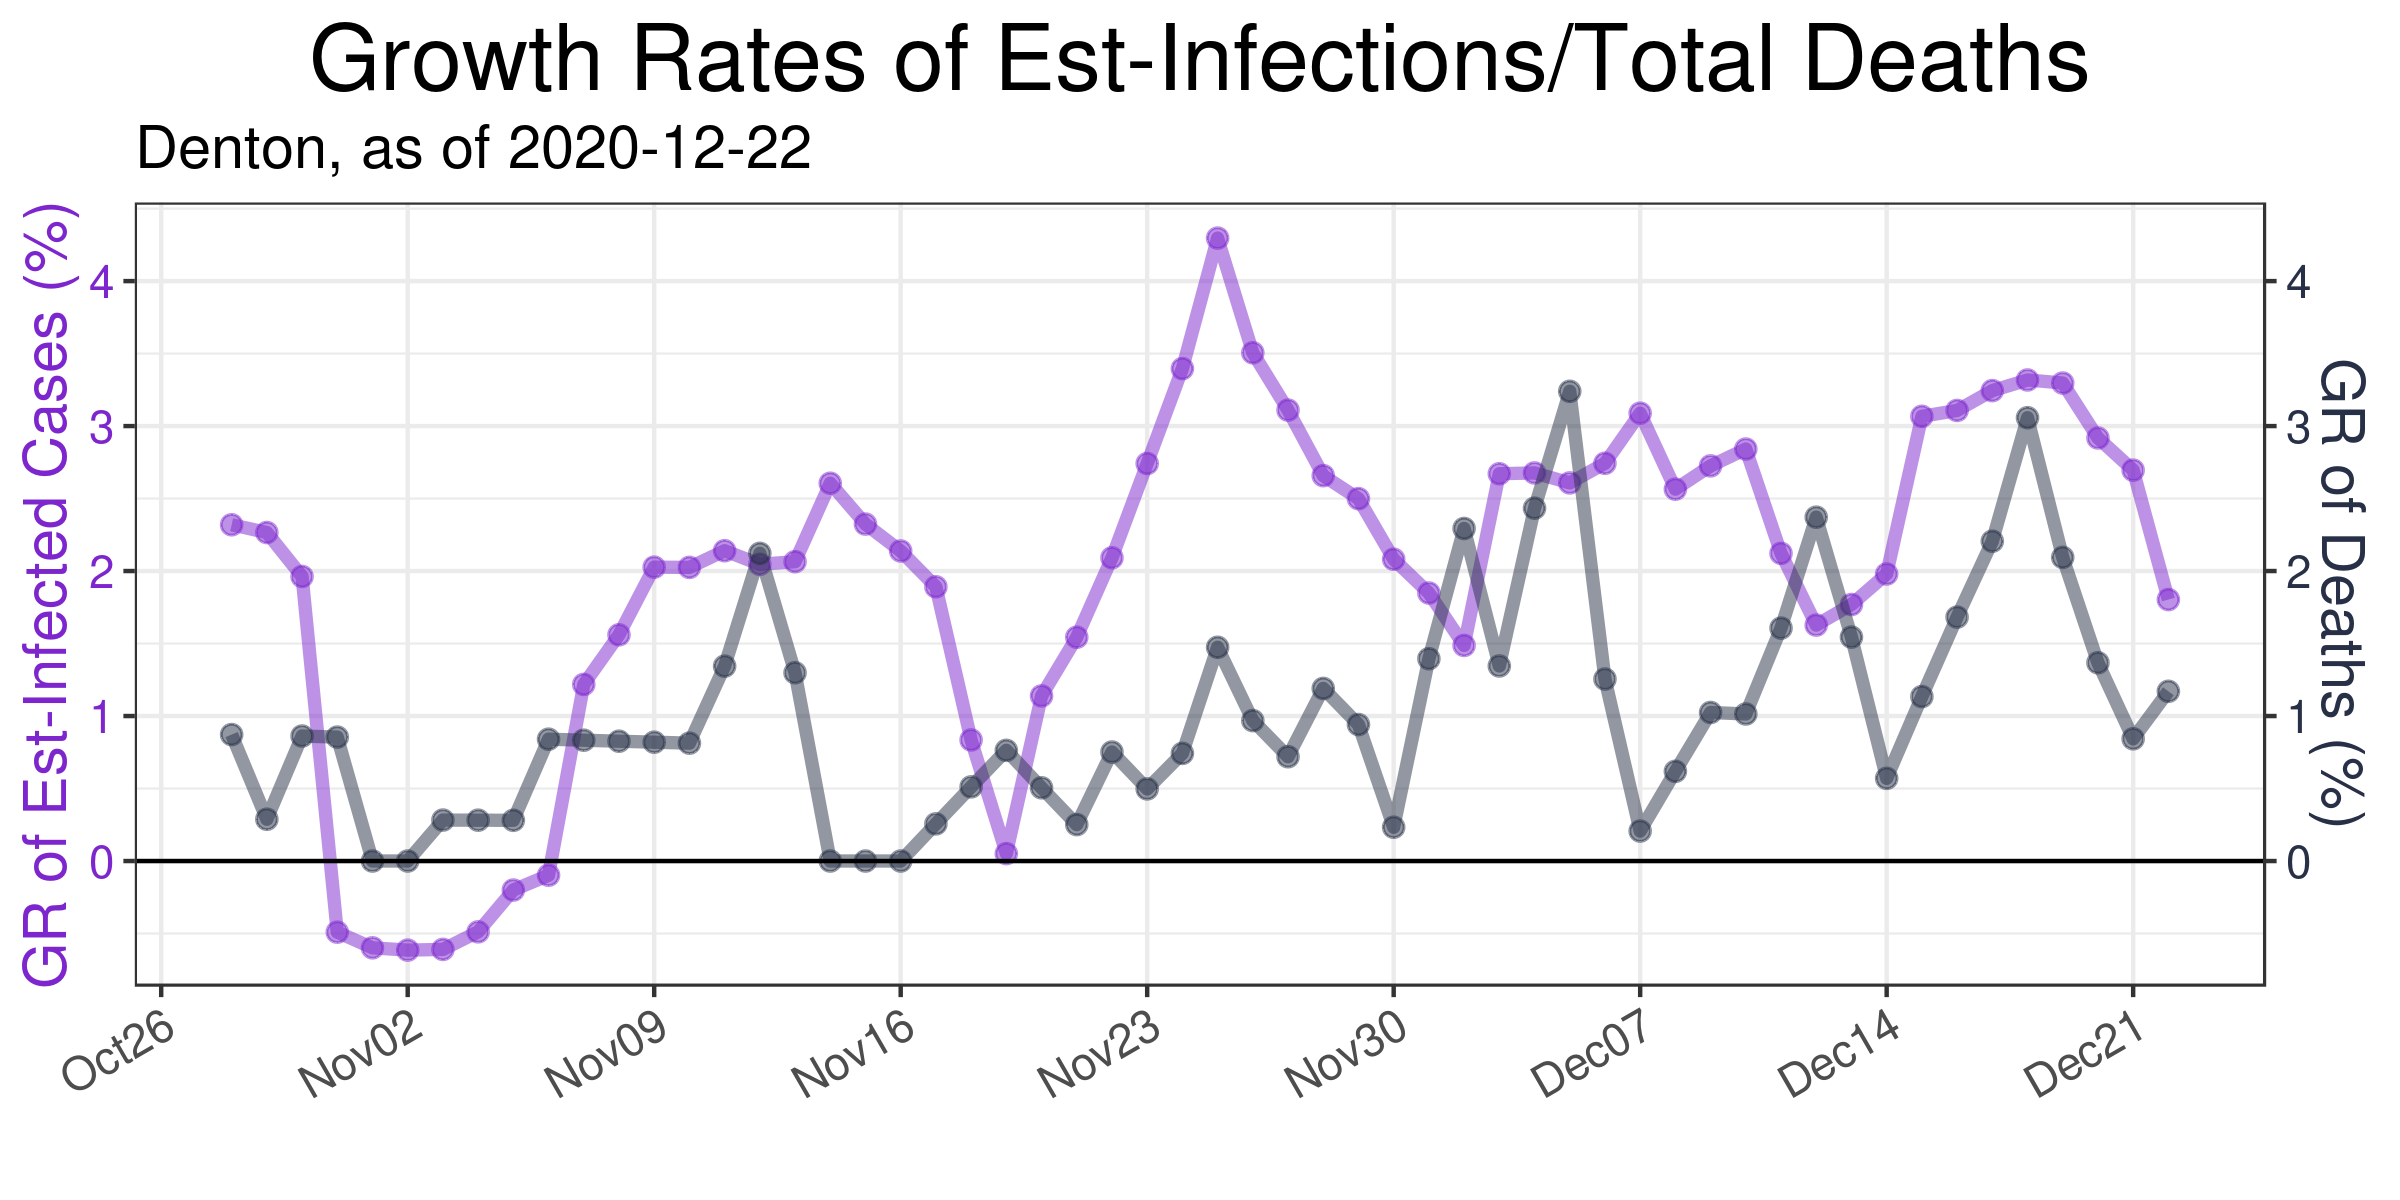 Growth Rates of Est-Infections/Total Deaths
Denton, as of 2020-12-22
GR of Est-Infected Cases (%)
4
3
2
1
0
4
3
2
1
0
GR of Deaths (%)
Oct26
Nov02
Nov09
Nov16
Nov23
Nov30
Dec07
Dec14
Dec21